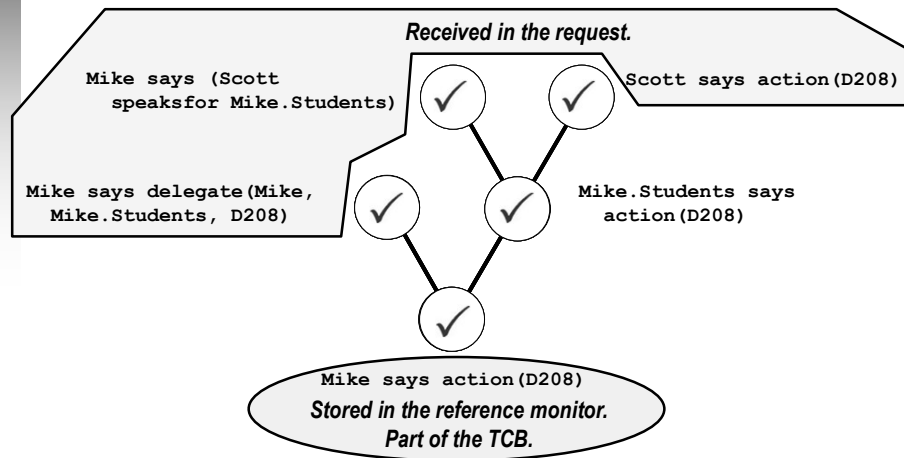 Received in the request.
Mike says (Scott
speaksfor Mike.Students)
Scott says action(D208)
Mike says delegate(Mike,
Mike.Students, D208)
Mike.Students says
action(D208)
Mike says action(D208)
Stored in the reference monitor.
Part of the TCB.